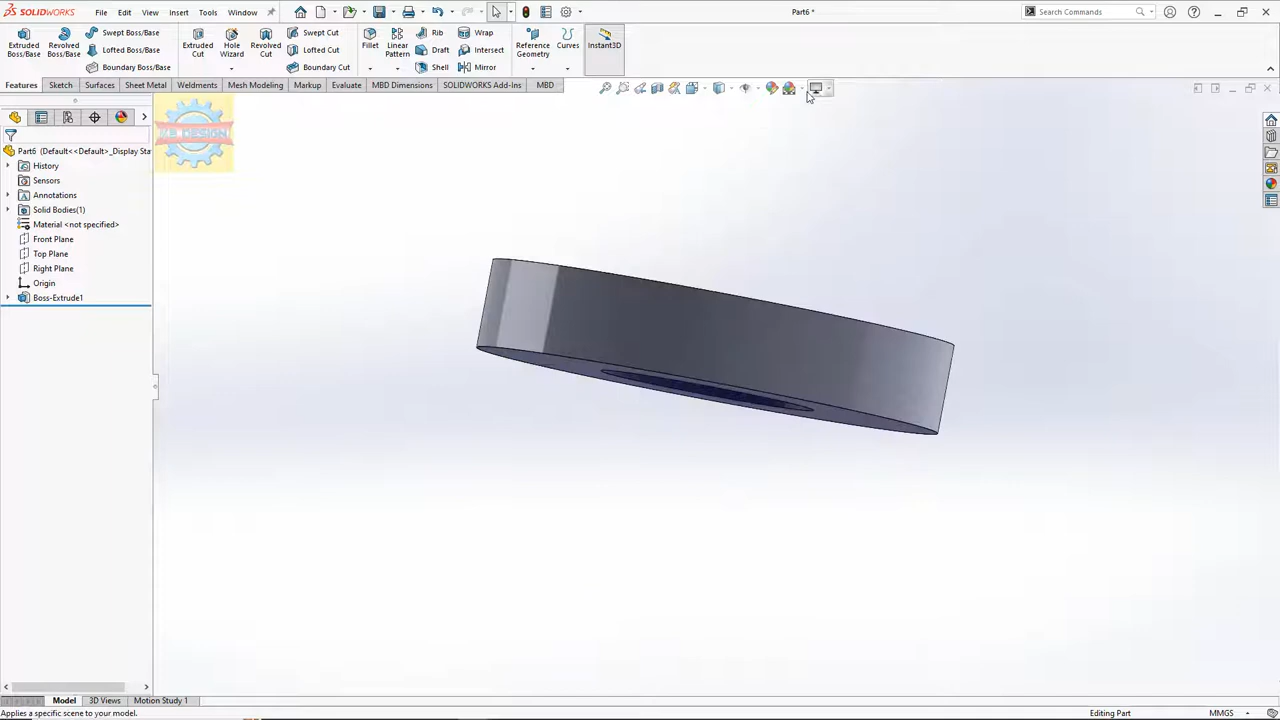 SOLIDWORKS File Edit View Insert Tools Window Part6 * Search Commands
Extruded Boss/Base
Revolved Boss/Base
Swept Boss/Base
Lofted Boss/Base
Boundary Boss/Base
Extruded Cut
Hole Wizard
Revolved Cut
Swept Cut
Lofted Cut
Boundary Cut
Fillet
Linear Pattern
Rib
Draft
Shell
Wrap
Intersect
Mirror
Reference Geometry
Curves
Instant3D
Features Sketch Sheet Metal Surfaces Weldments Mesh Modeling Markup Evaluate MBD Dimensions SOLIDWORKS Add-Ins MBD
DESIGN
Part6 (Default<<Default>_Display Sta
History
Sensors
Annotations
Solid Bodies(1)
Material <not specified>
Front Plane
Top Plane
Right Plane
Origin
Boss-Extrude1
Model 3D Views Motion Study 1
Applies a specific scene to your model. Editing Part MMGS